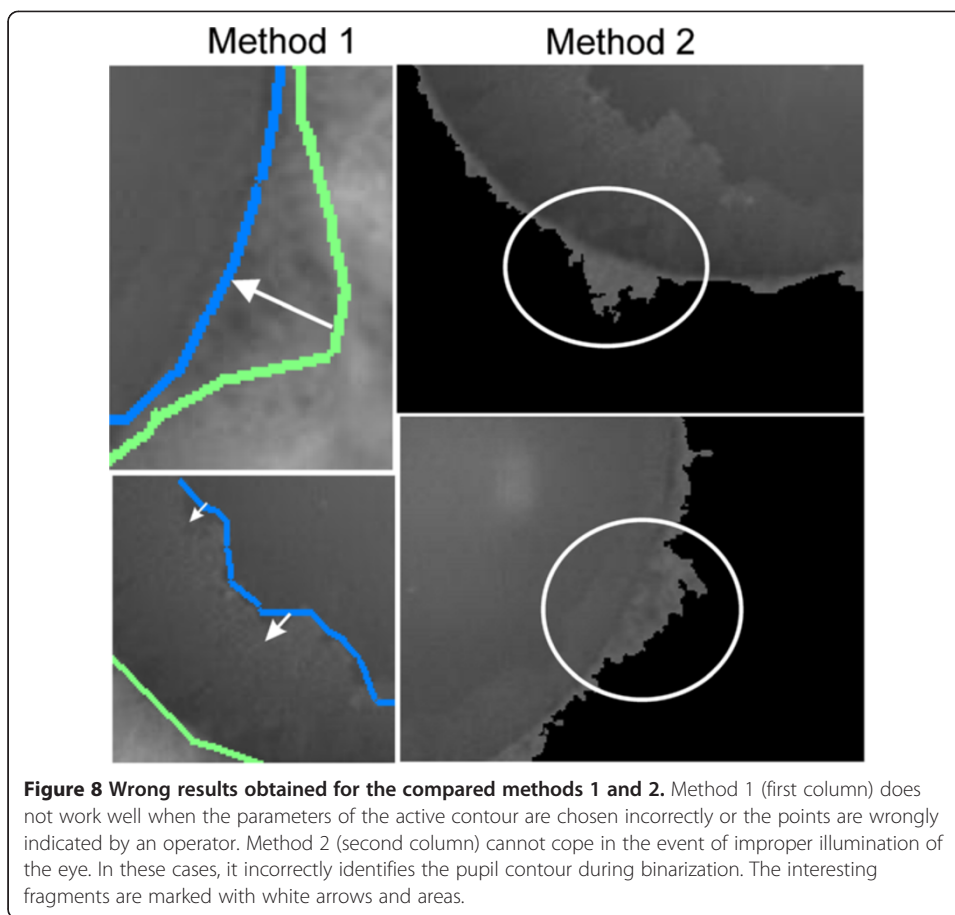 Method 1 Method 2
Figure 8 Wrong results obtained for the compared methods 1 and 2. Method 1 (first column) does
not work well when the parameters of the active contour are chosen incorrectly or the points are wrongly
indicated by an operator. Method 2 (second column) cannot cope in the event of improper illumination of
the eye. In these cases, it incorrectly identifies the pupil contour during binarization. The interesting
fragments are marked with white arrows and areas.